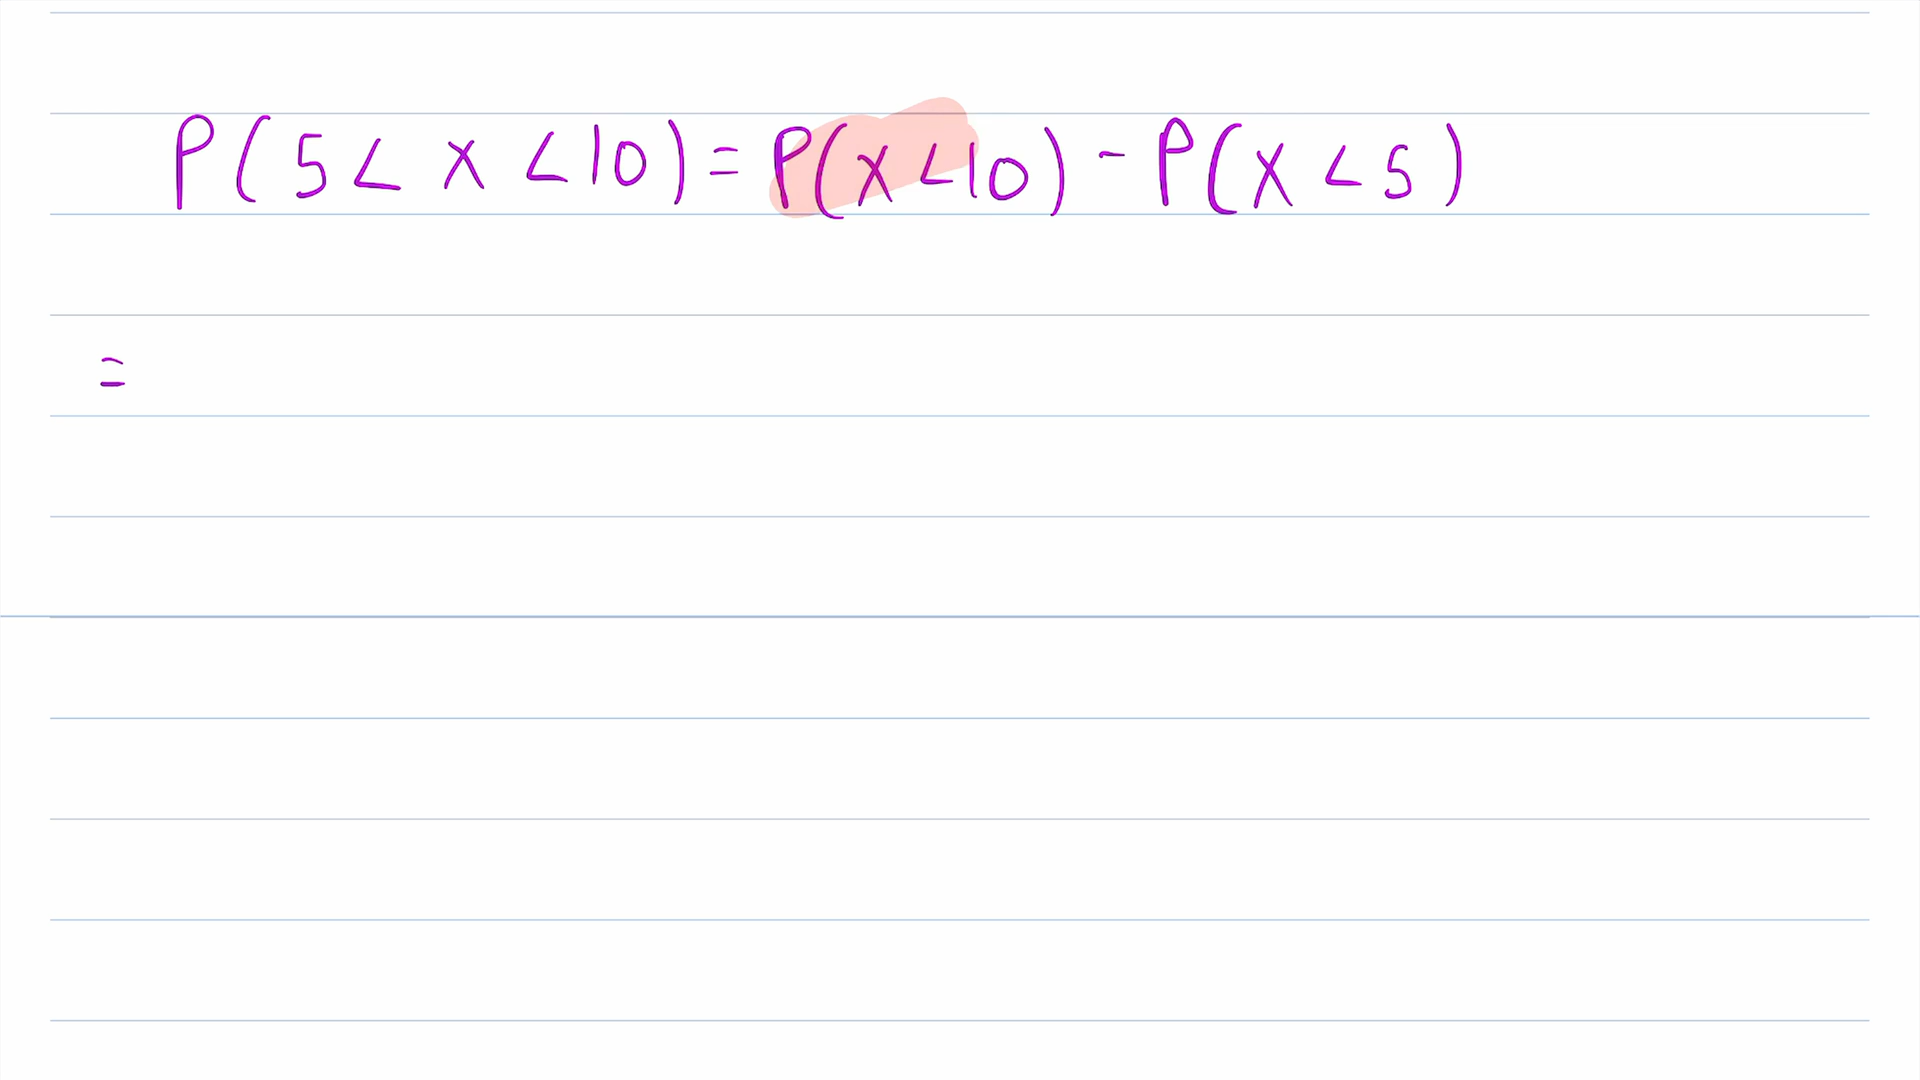 P(5 < x < 10) = P(x < 10) - P(x < 5)
=